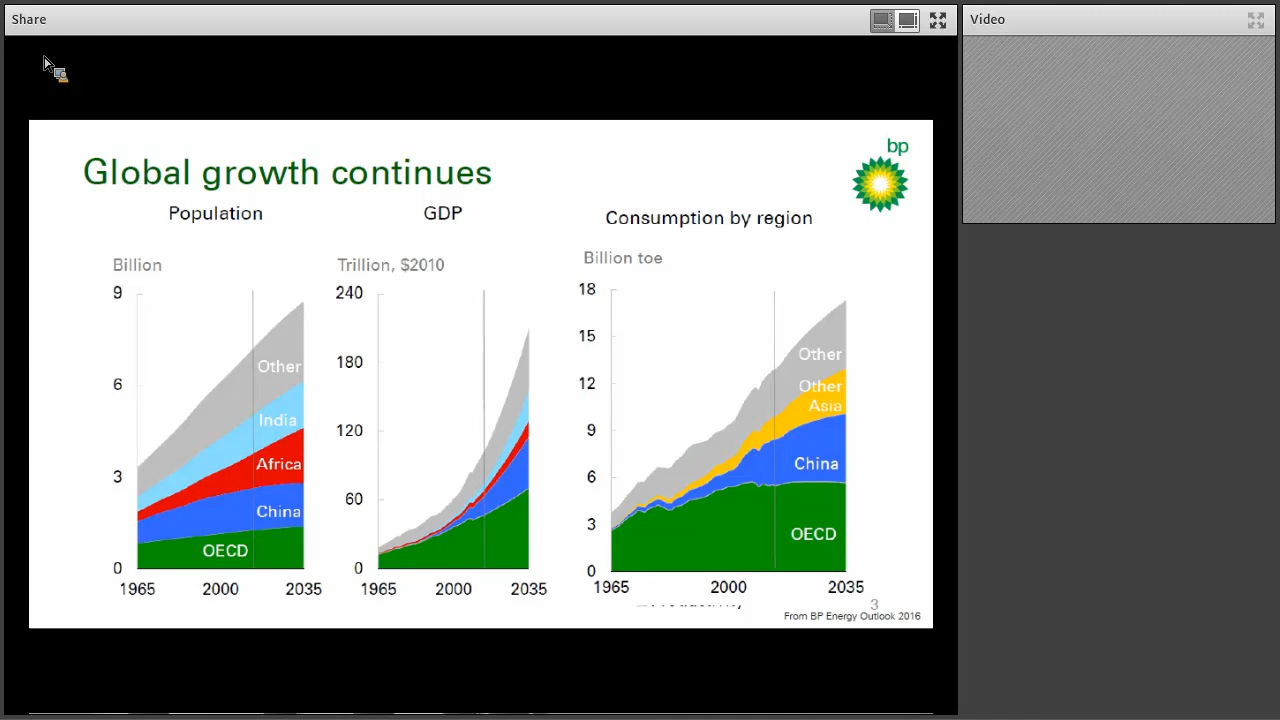 Share
Video
bp
Global growth continues
Population
GDP
Consumption by region
Billion
Trillion, $2010
Billion toe
9
6
3
0
Other
India
Africa
China
OECD
1965
2000
2035
240
180
120
60
0
1965
2000
2035
18
15
12
9
6
3
0
Other
Other
Asia
China
OECD
1965
2000
2035
3
From BP Energy Outlook 2016